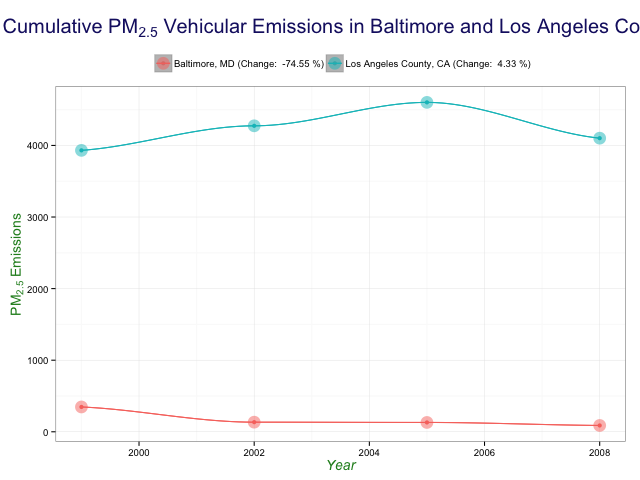 Cumulative PM2.5 Vehicular Emissions in Baltimore and Los Angeles Co
Baltimore, MD (Change:  -74.55 %) Los Angeles County, CA (Change:  4.33 %)
PM2.5 Emissions
4000
3000
2000
1000
0
2000 2002 2004 2006 2008
Year